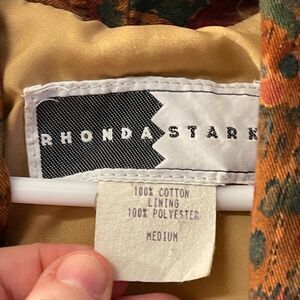 RHONDA STARK
100% COTTON
LINING
100% POLYESTER
MEDIUM